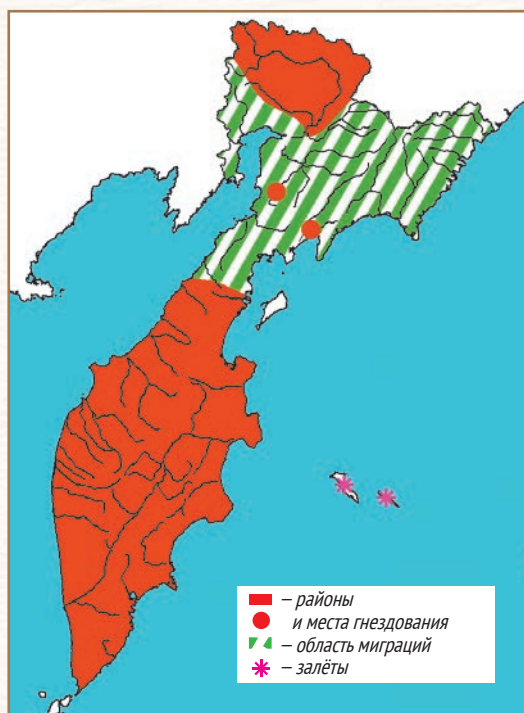 – районы
и места гнездования
– область миграций
– залёты